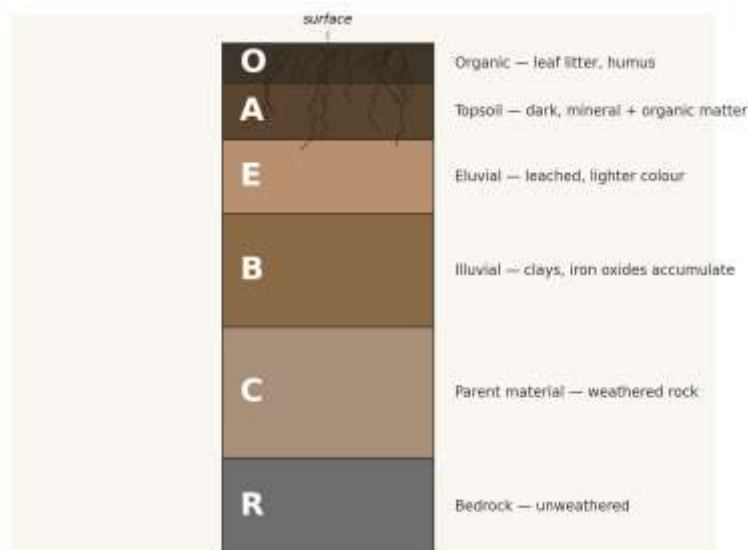 surface
O
Organic — leaf litter, humus
A
Topsoil — dark, mineral + organic matter
E
Eluvial — leached, lighter colour
B
Illuvial — clays, iron oxides accumulate
C
Parent material — weathered rock
R
Bedrock — unweathered